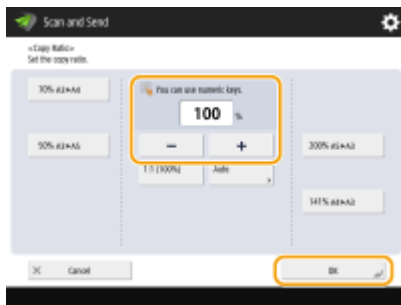 Scan and Send
<Copy Ratio>
Set the copy ratio.
70% A3▸A4
You can use numeric keys.
100 %
50% A3▸A5
−
+
200% A5▸A3
1:1 (100%)
Auto
141% A4▸A3
× Cancel
OK